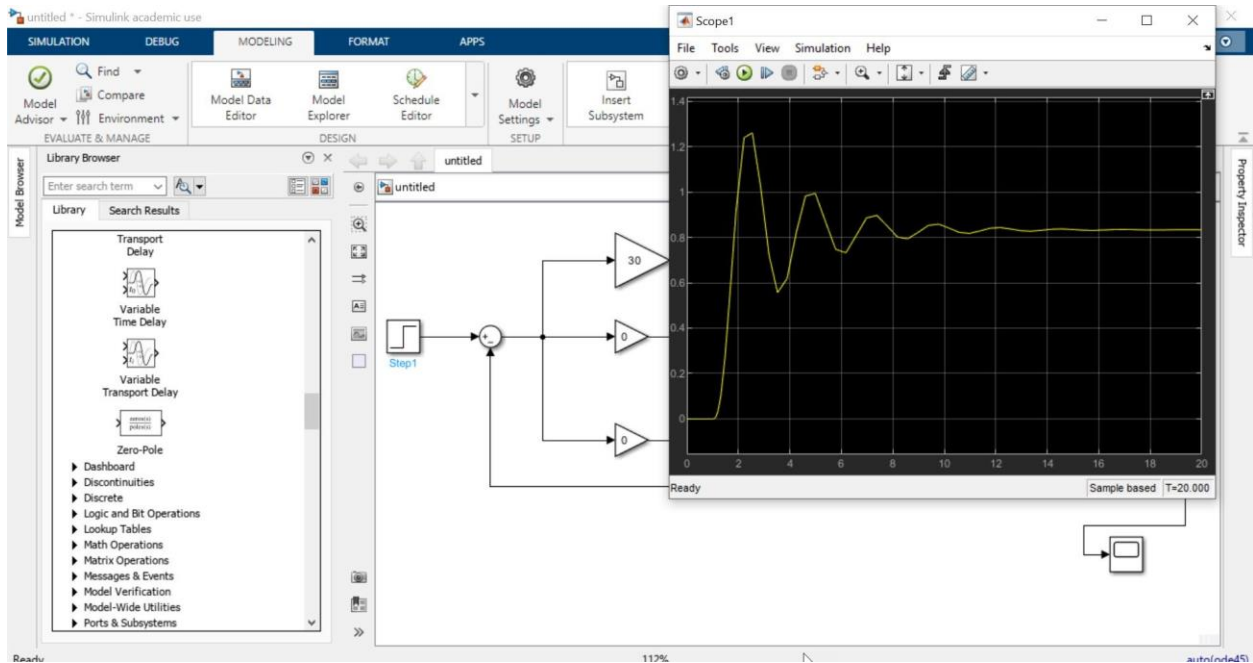 untitled * - Simulink academic use
SIMULATION DEBUG MODELING FORMAT APPS
Model Advisor
Find
Compare
Environment
EVALUATE & MANAGE
Model Data Editor
Model Explorer
Schedule Editor
DESIGN
Model Settings
SETUP
Insert Subsystem
Model Browser
Library Browser
Enter search term
Library Search Results
Transport
Delay
Variable
Time Delay
Variable
Transport Delay
zeros(s)
poles(s)
Zero-Pole
Dashboard
Discontinuities
Discrete
Logic and Bit Operations
Lookup Tables
Math Operations
Matrix Operations
Messages & Events
Model Verification
Model-Wide Utilities
Ports & Subsystems
untitled
untitled
Step1
30
0
0
Scope1
File Tools View Simulation Help
1.4
1.2
1
0.8
0.6
0.4
0.2
0
0 2 4 6 8 10 12 14 16 18 20
Ready Sample based T=20.000
Property Inspector
Ready 112% auto(ode45)